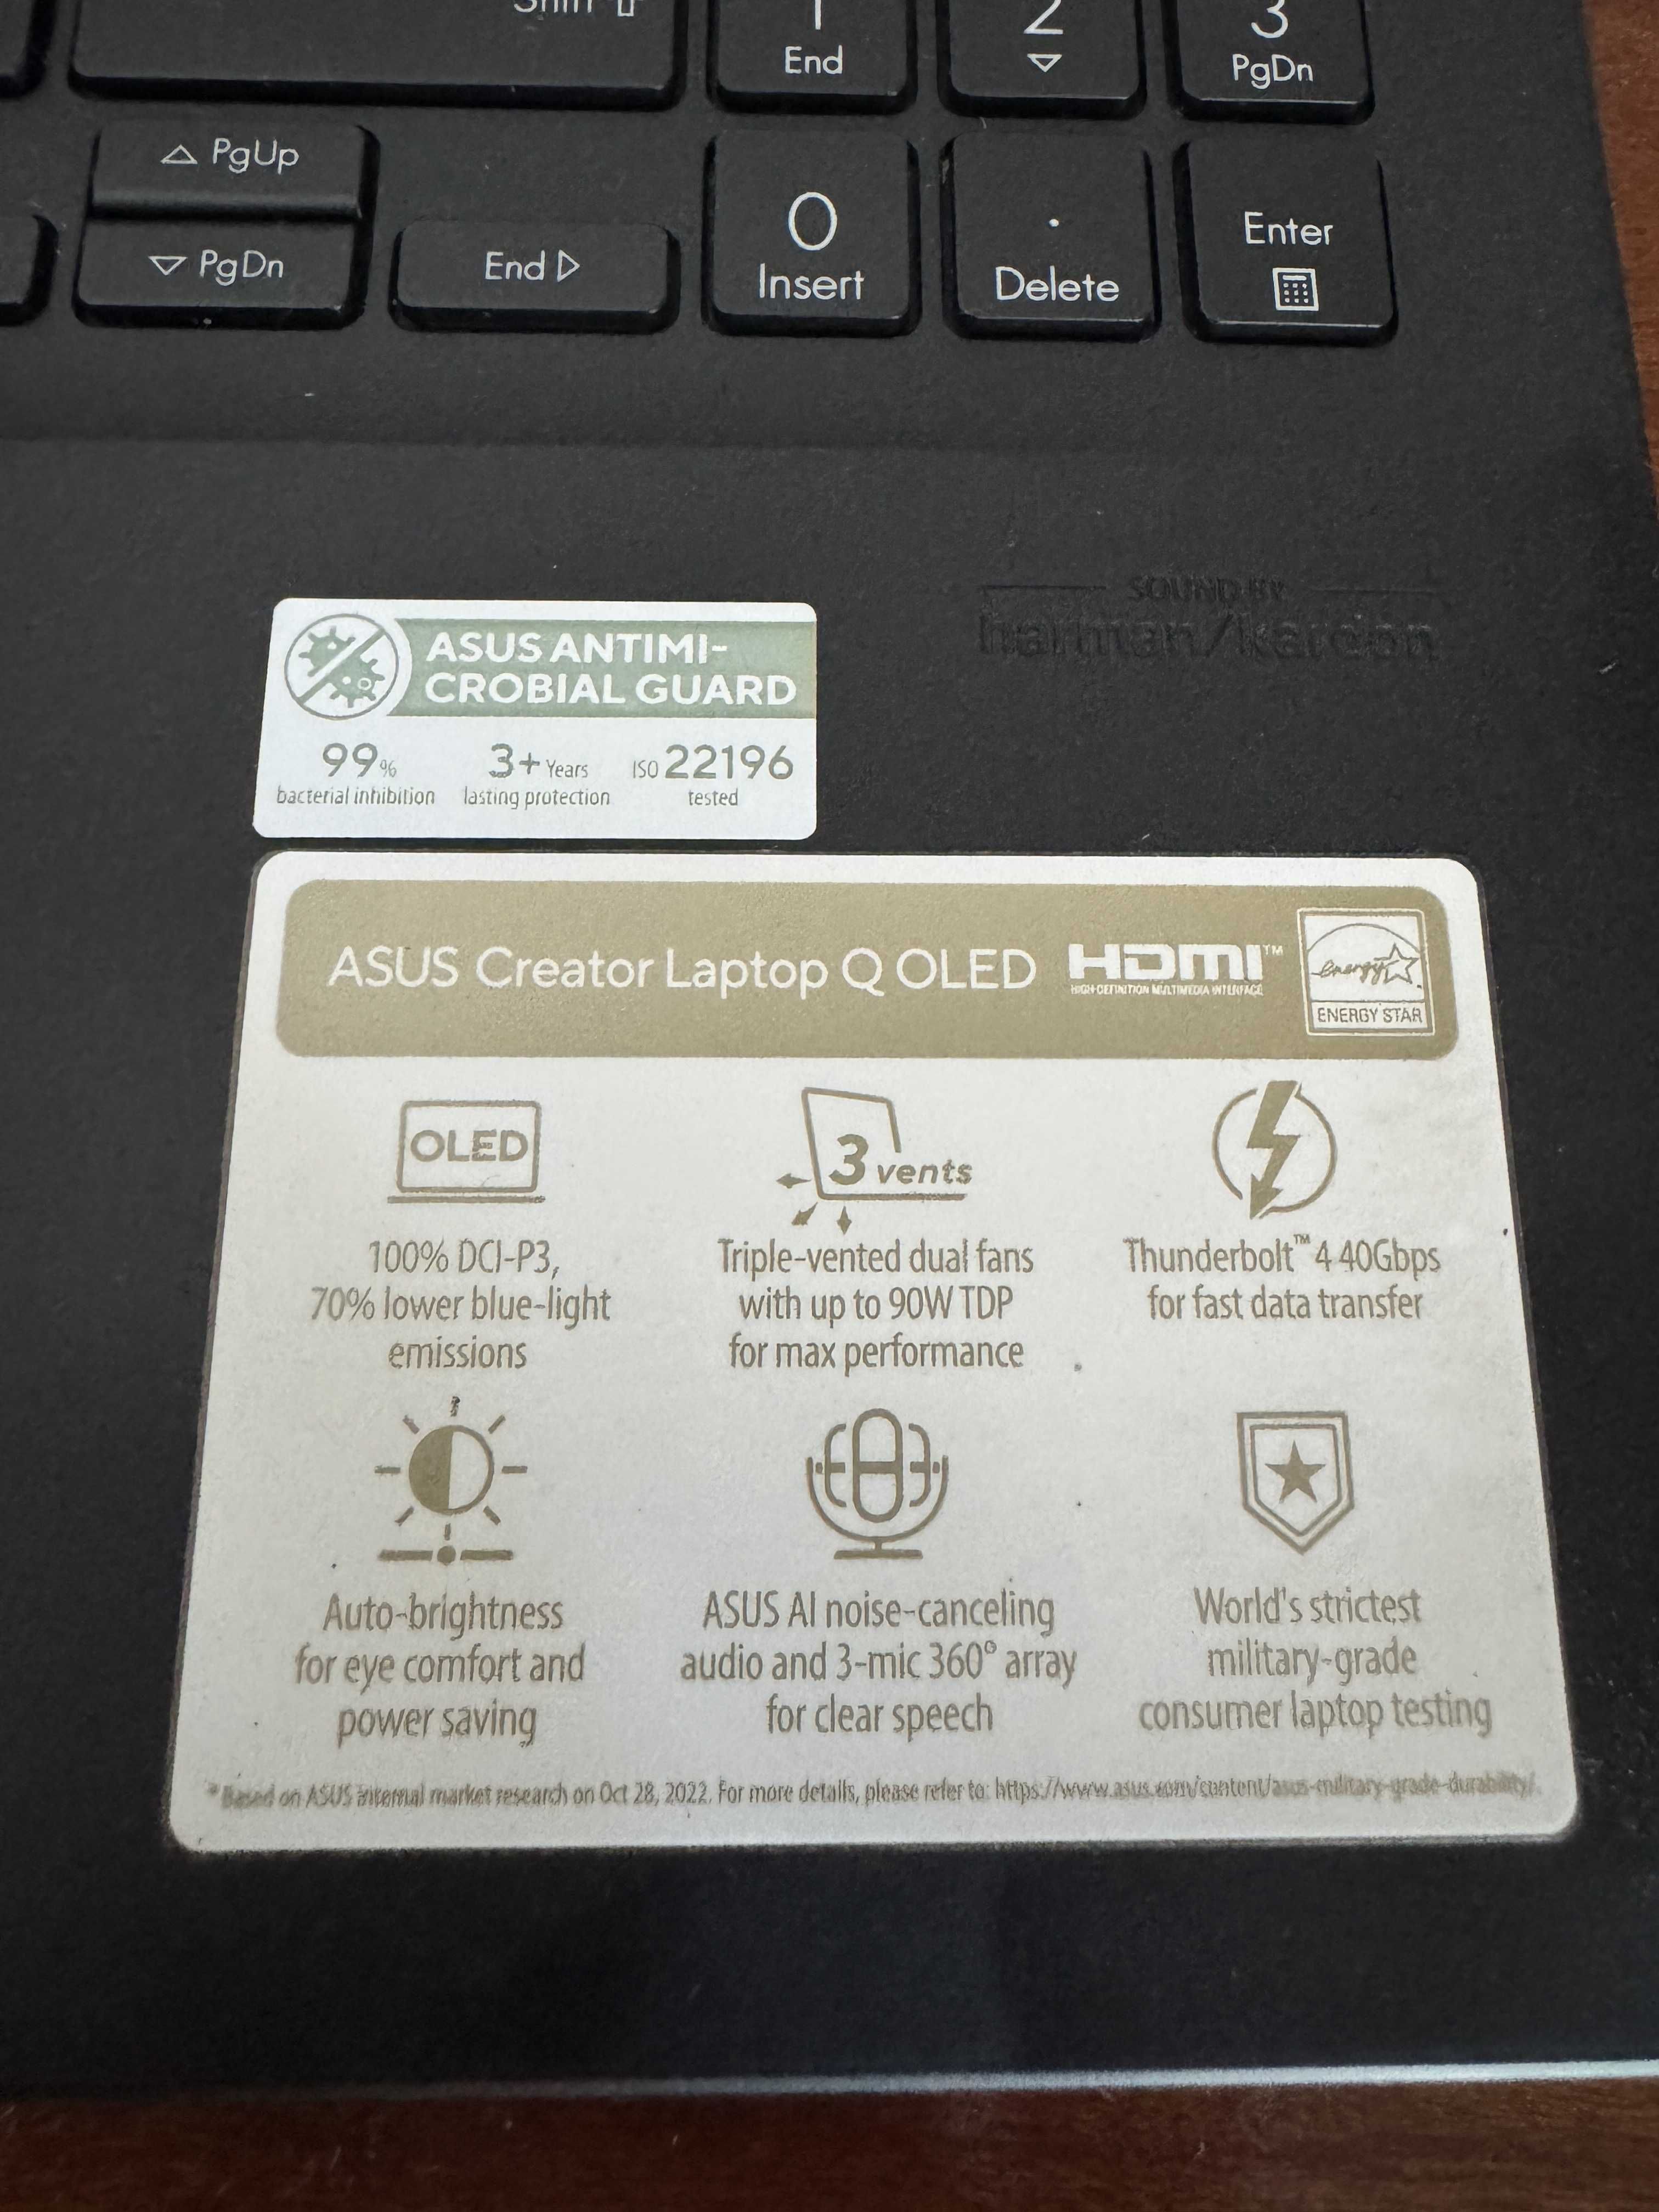 Shift
1
End
2
3
PgDn
PgUp
PgDn
End
0
Insert
.
Delete
Enter
SOUND BY
harman/kardon
ASUS ANTIMI-
CROBIAL GUARD
99%
bacterial inhibition
3+ Years
lasting protection
ISO 22196
tested
ASUS Creator Laptop Q OLED
HDMI™
HIGH-DEFINITION MULTIMEDIA INTERFACE
energy
ENERGY STAR
OLED
100% DCI-P3,
70% lower blue-light
emissions
3 vents
Triple-vented dual fans
with up to 90W TDP
for max performance
Thunderbolt™ 4 40Gbps
for fast data transfer
Auto-brightness
for eye comfort and
power saving
ASUS AI noise-canceling
audio and 3-mic 360° array
for clear speech
World's strictest
military-grade
consumer laptop testing
* Based on ASUS internal market research on Oct 28, 2022. For more details, please refer to: https://www.asus.com/content/asus-military-grade-durability/